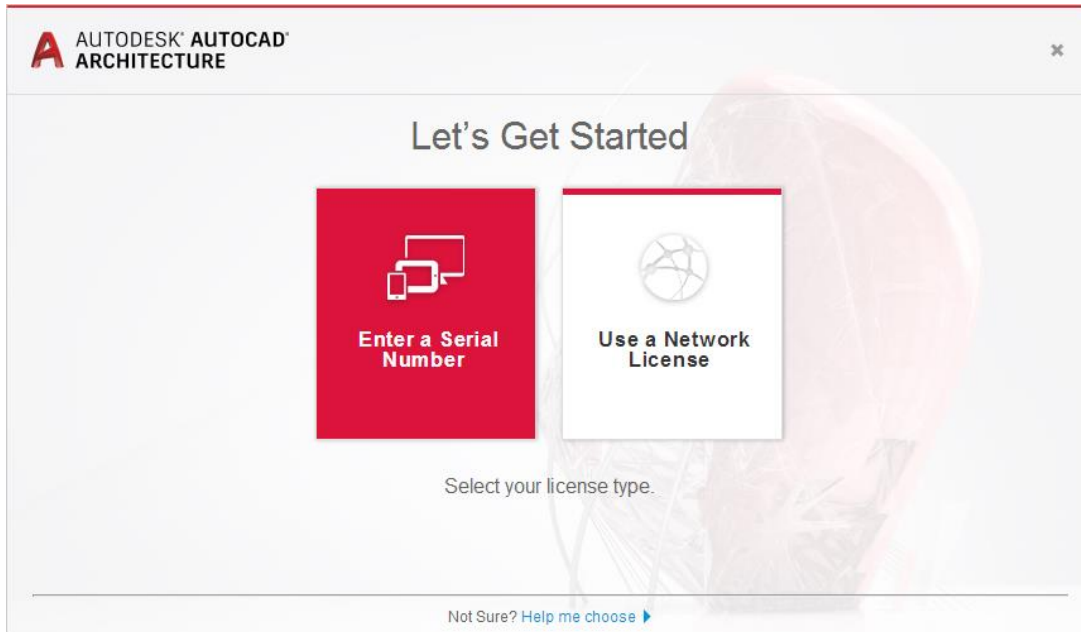 AUTODESK® AUTOCAD®
ARCHITECTURE
Let's Get Started
Enter a Serial
Number
Use a Network
License
Select your license type.
Not Sure? Help me choose